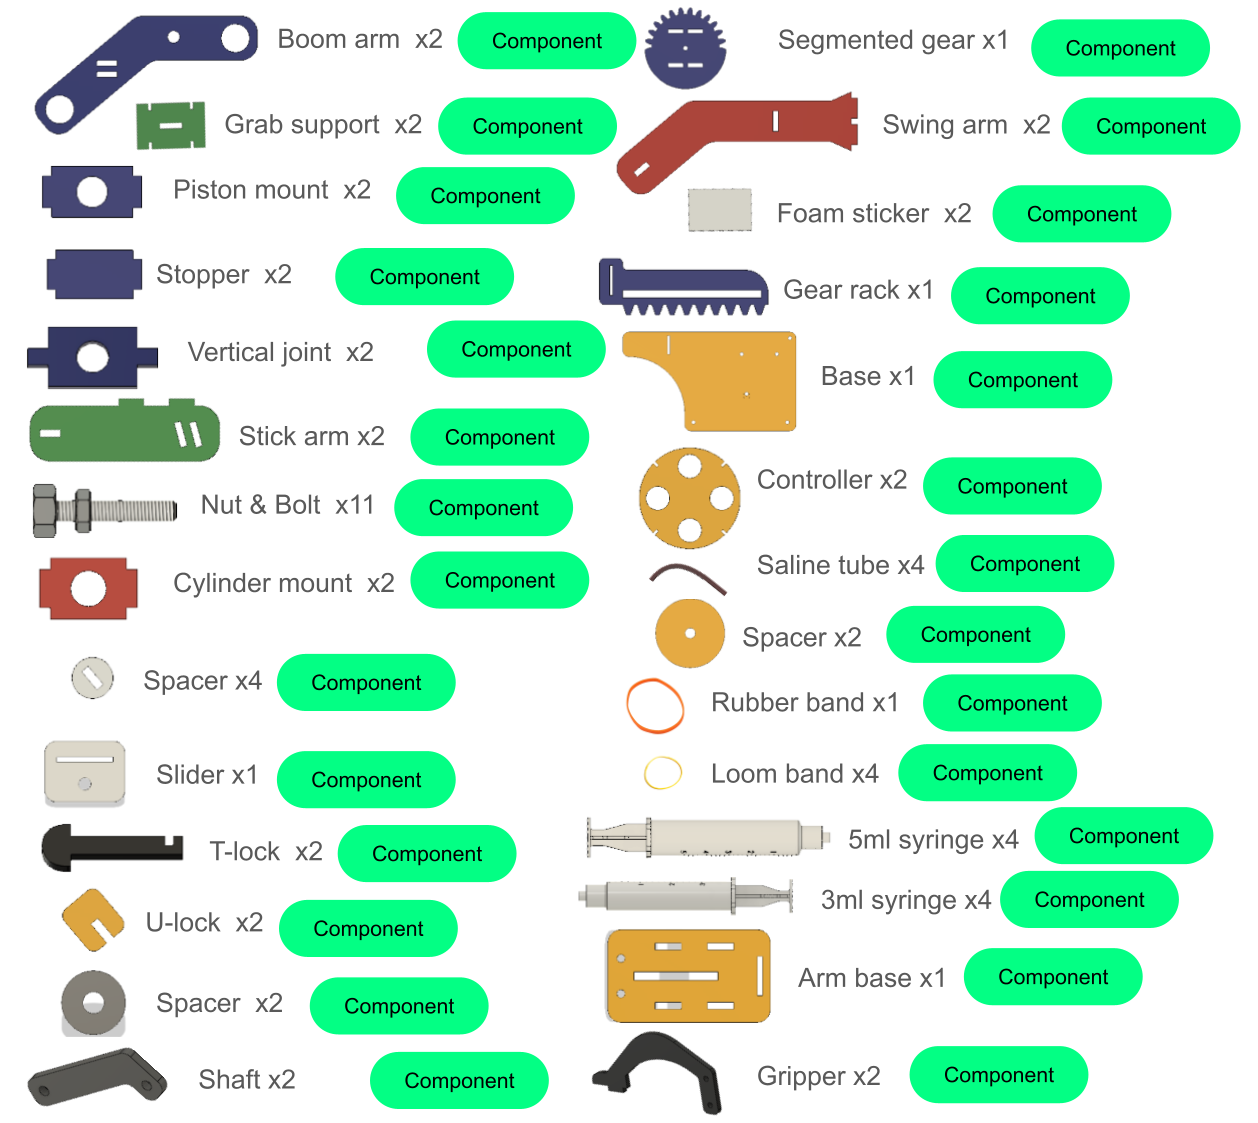 Boom arm x2 Component
Segmented gear x1 Component
Grab support x2 Component
Swing arm x2 Component
Piston mount x2 Component
Foam sticker x2 Component
Stopper x2 Component
Gear rack x1 Component
Vertical joint x2 Component
Base x1 Component
Stick arm x2 Component
Controller x2 Component
Nut & Bolt x11 Component
Saline tube x4 Component
Cylinder mount x2 Component
Spacer x2 Component
Spacer x4 Component
Rubber band x1 Component
Slider x1 Component
Loom band x4 Component
T-lock x2 Component
5ml syringe x4 Component
U-lock x2 Component
3ml syringe x4 Component
Spacer x2 Component
Arm base x1 Component
Shaft x2 Component
Gripper x2 Component